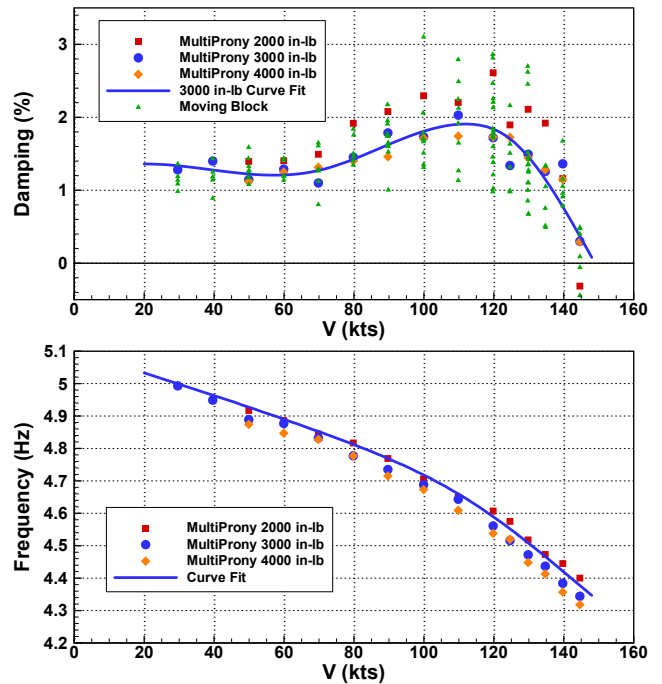 MultiProny 2000 in-lb
MultiProny 3000 in-lb
MultiProny 4000 in-lb
3000 in-lb Curve Fit
Moving Block
Damping (%)
3
2
1
0
0 20 40 60 80 100 120 140 160
V (kts)
5.1
5
4.9
4.8
4.7
4.6
4.5
4.4
4.3
4.2
Frequency (Hz)
MultiProny 2000 in-lb
MultiProny 3000 in-lb
MultiProny 4000 in-lb
Curve Fit
0 20 40 60 80 100 120 140 160
V (kts)